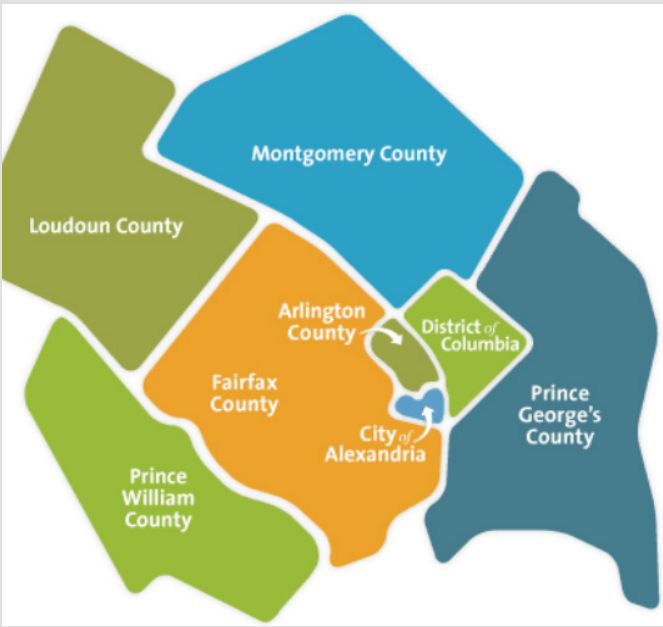 Montgomery County
Loudoun County
Arlington
County
District of
Columbia
Fairfax
County
Prince
George's
County
City of
Alexandria
Prince
William
County